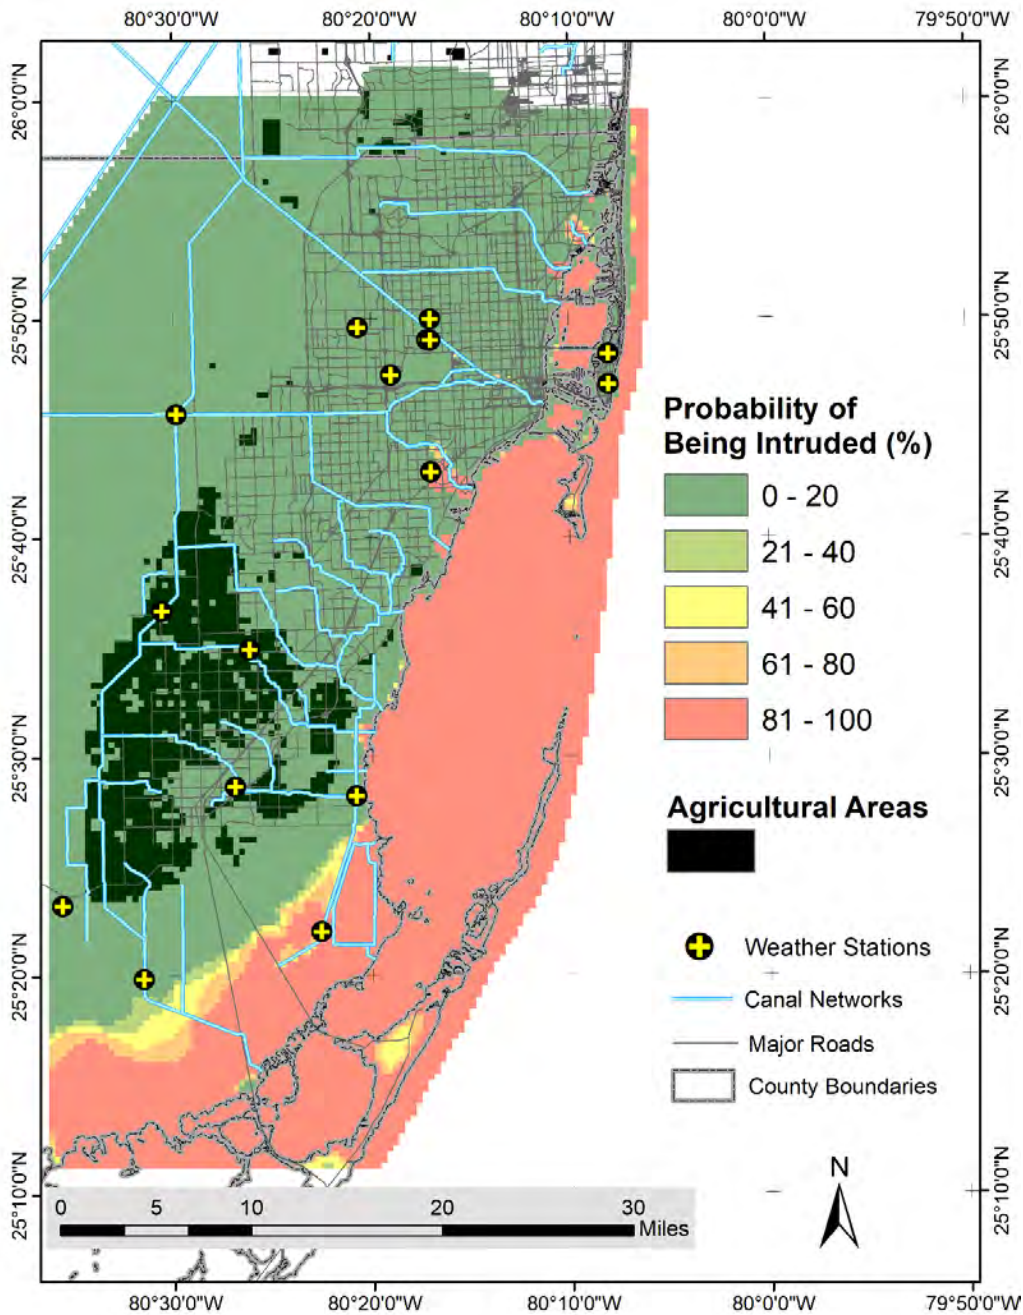 80°30'0"W 80°20'0"W 80°10'0"W 80°0'0"W 79°50'0"W
26°0'0"N 26°0'0"N
25°50'0"N 25°50'0"N
Probability of
Being Intruded (%)
0 - 20
21 - 40
41 - 60
61 - 80
81 - 100
25°40'0"N 25°40'0"N
25°30'0"N 25°30'0"N
Agricultural Areas
Weather Stations
Canal Networks
Major Roads
County Boundaries
25°20'0"N 25°20'0"N
N
25°10'0"N 25°10'0"N
0 5 10 20 30
Miles
80°30'0"W 80°20'0"W 80°10'0"W 80°0'0"W 79°50'0"W